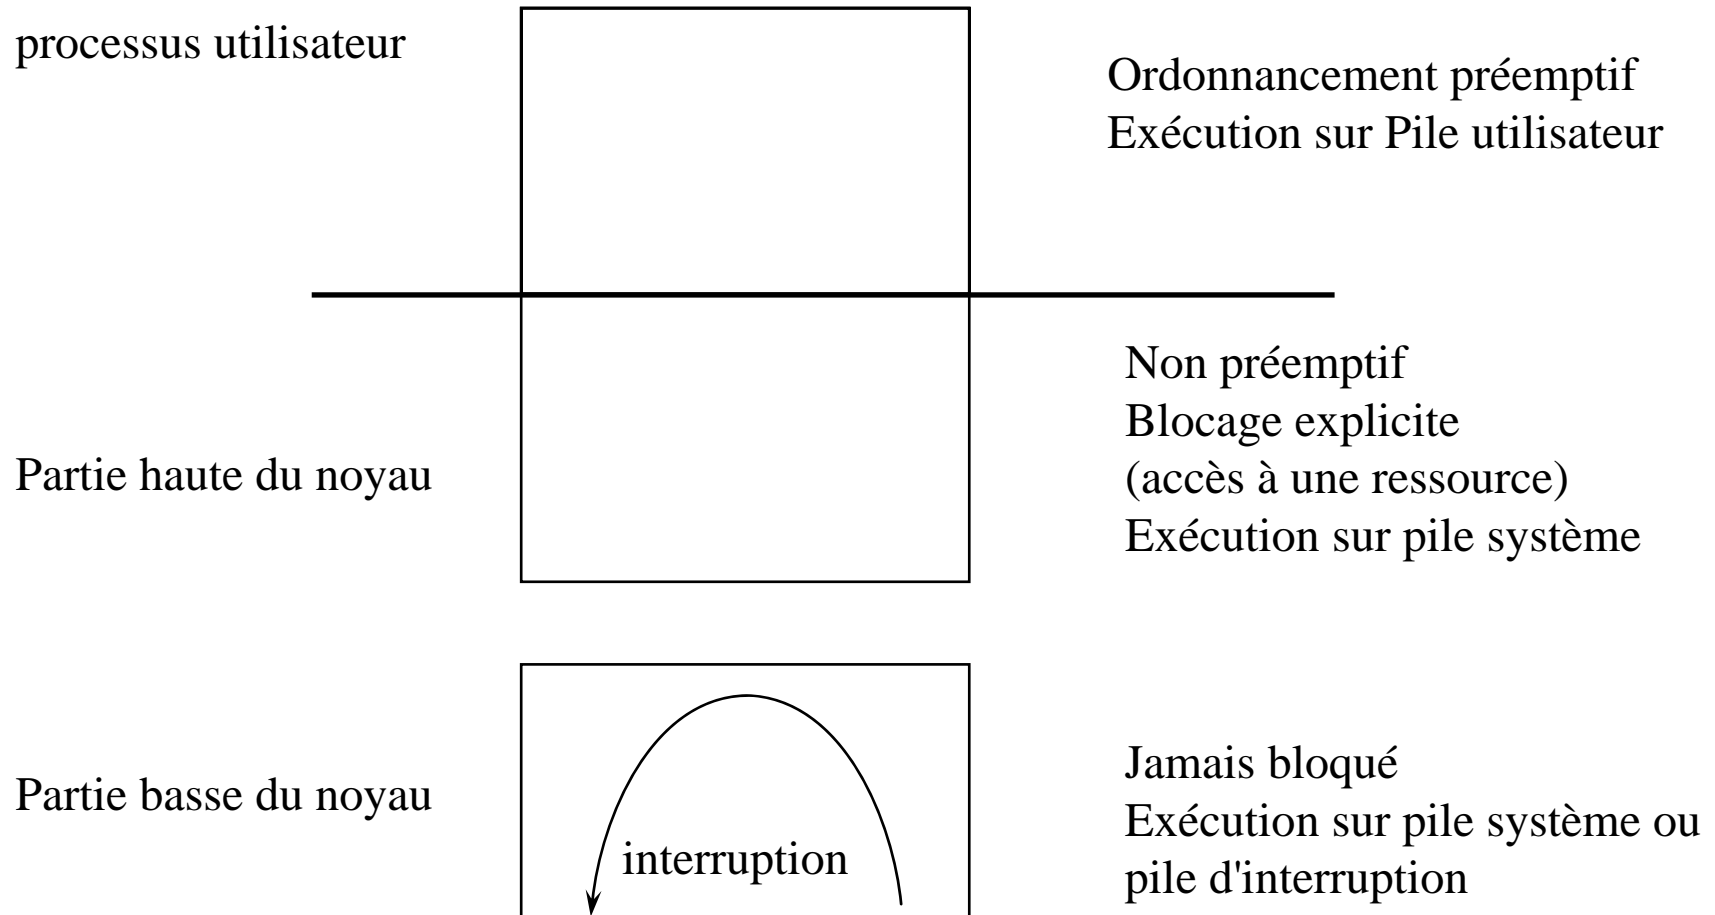 processus utilisateur
Ordonnancement préemptif
Exécution sur Pile utilisateur
Non préemptif
Blocage explicite
(accès à une ressource)
Exécution sur pile système
Partie haute du noyau
Jamais bloqué
Exécution sur pile système ou
pile d'interruption
Partie basse du noyau
interruption